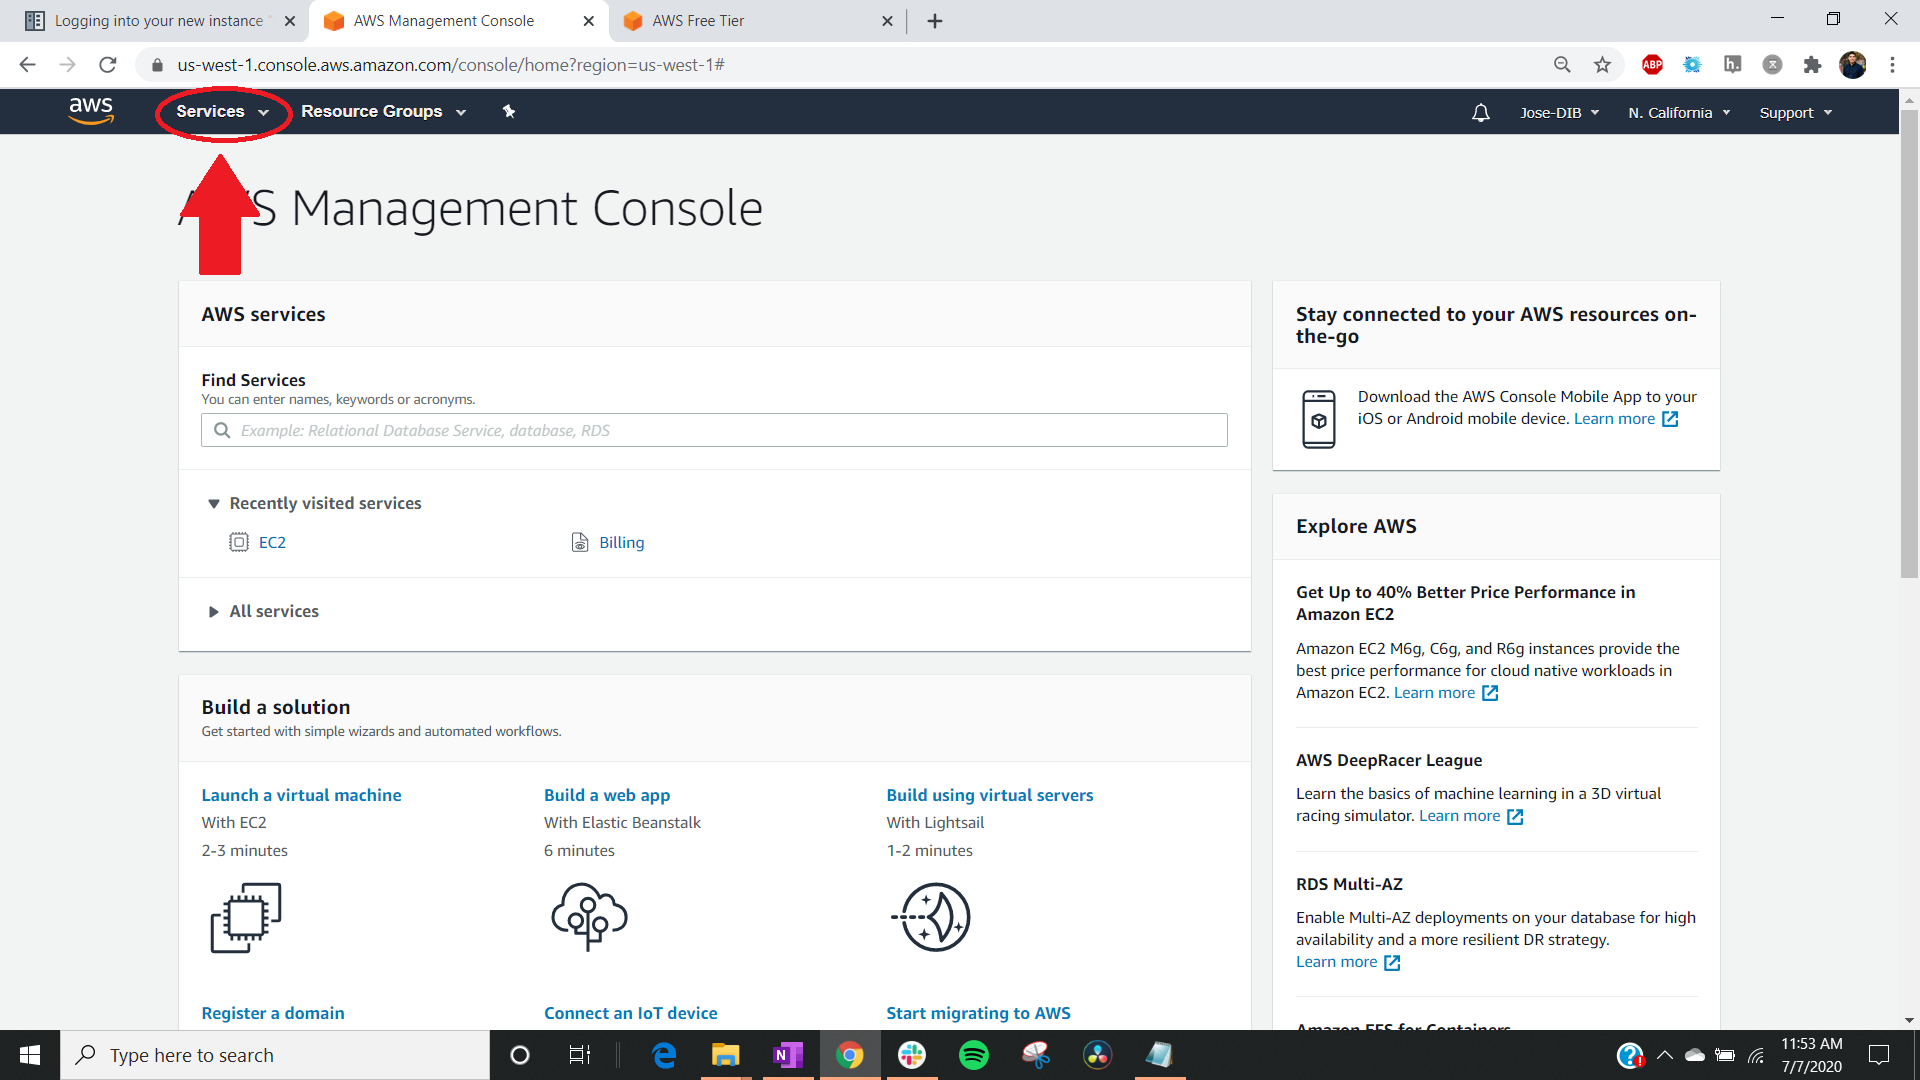 Logging into your new instance
AWS Management Console
AWS Free Tier
us-west-1.console.aws.amazon.com/console/home?region=us-west-1#
ABP
h.
aws
Services
Resource Groups
Jose-DIB
N. California
Support
AWS Management Console
AWS services
Find Services
You can enter names, keywords or acronyms.
Example: Relational Database Service, database, RDS
Recently visited services
EC2
Billing
All services
Build a solution
Get started with simple wizards and automated workflows.
Launch a virtual machine
With EC2
2-3 minutes
Build a web app
With Elastic Beanstalk
6 minutes
Build using virtual servers
With Lightsail
1-2 minutes
Register a domain
Connect an IoT device
Start migrating to AWS
Stay connected to your AWS resources on-
the-go
Download the AWS Console Mobile App to your
iOS or Android mobile device. Learn more
Explore AWS
Get Up to 40% Better Price Performance in
Amazon EC2
Amazon EC2 M6g, C6g, and R6g instances provide the
best price performance for cloud native workloads in
Amazon EC2. Learn more
AWS DeepRacer League
Learn the basics of machine learning in a 3D virtual
racing simulator. Learn more
RDS Multi-AZ
Enable Multi-AZ deployments on your database for high
availability and a more resilient DR strategy.
Learn more
Amazon EFS for Containers
Type here to search
N
11:53 AM
7/7/2020